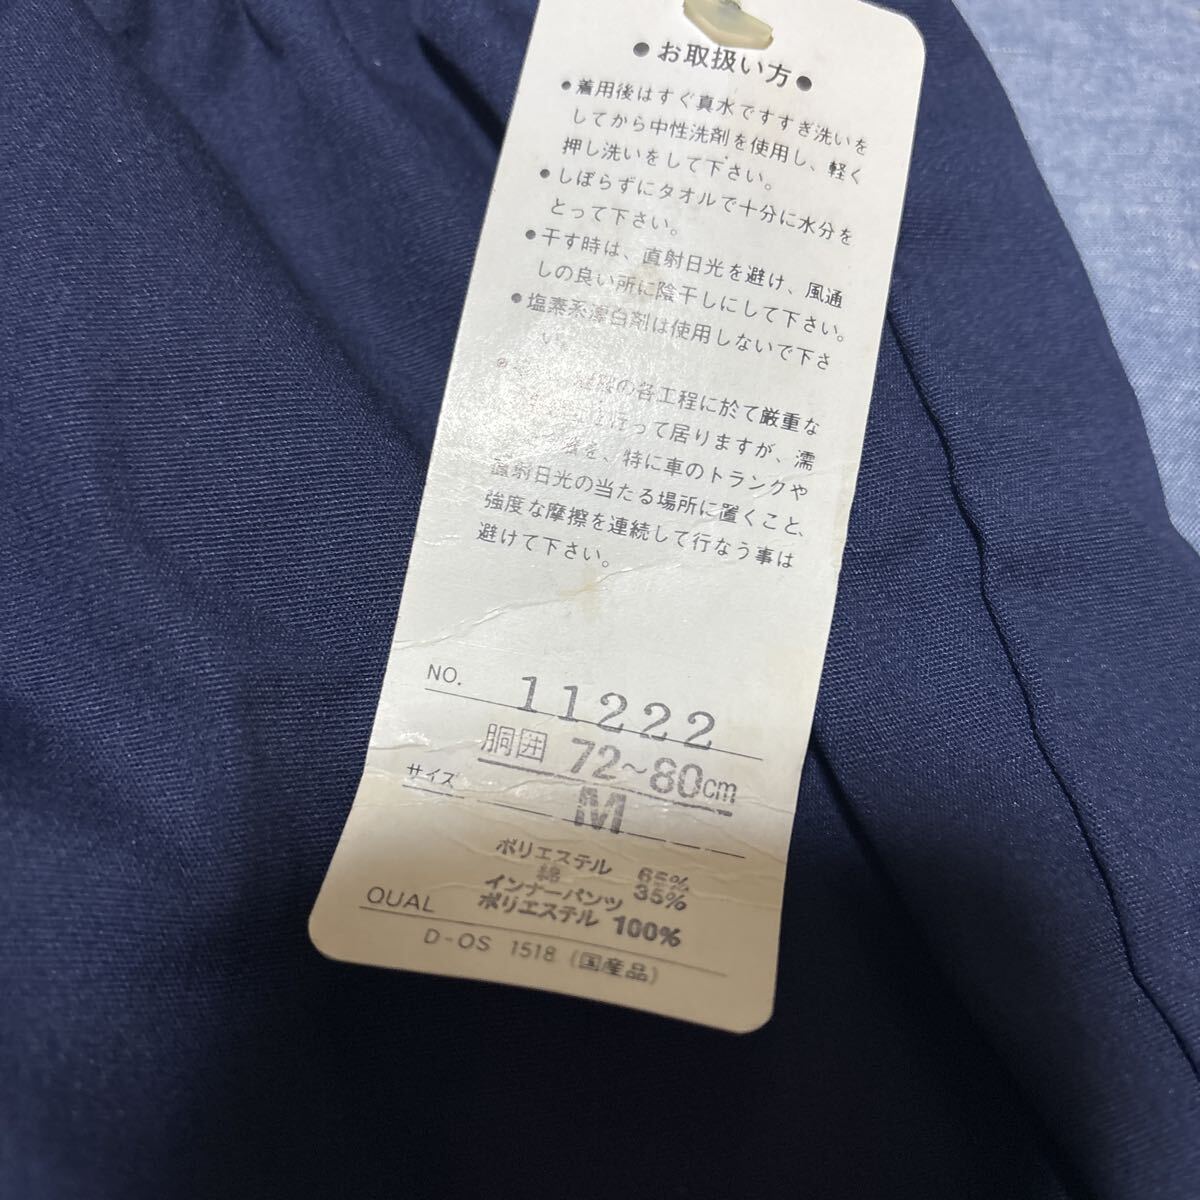 ●お取扱い方●
●着用後はすぐ真水ですすぎ洗いを
してから中性洗剤を使用し、軽く
押し洗いをして下さい。
●しぼらずにタオルで十分に水分を
とって下さい。
●干す時は、直射日光を避け、風通
しの良い所に陰干しにして下さい。
●塩素系漂白剤は使用しないで下さ
い。
の各工程に於て厳重な
行って居りますが、濡
を、特に車のトランクや
直射日光の当たる場所に置くこと、
強度な摩擦を連続して行なう事は
避けて下さい。
NO. 11222
胴囲 72~80cm
サイズ M
ポリエステル 65%
綿 35%
インナーパンツ
ポリエステル 100%
QUAL
D-OS 1518 (国産品)